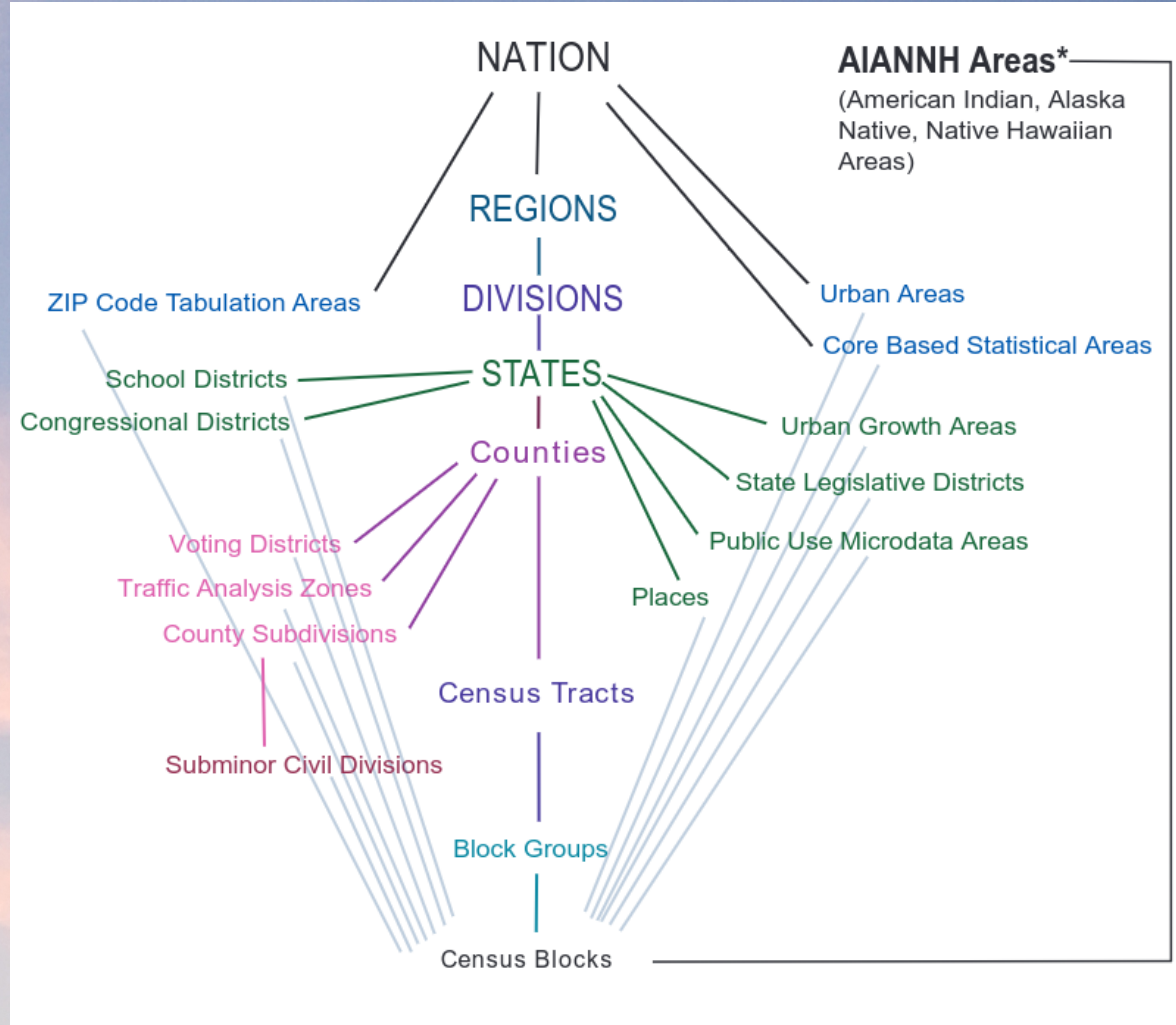 NATION
AIANNH Areas*
(American Indian, Alaska
Native, Native Hawaiian
Areas)
REGIONS
ZIP Code Tabulation Areas
DIVISIONS
Urban Areas
Core Based Statistical Areas
School Districts
STATES
Congressional Districts
Urban Growth Areas
Counties
State Legislative Districts
Voting Districts
Public Use Microdata Areas
Traffic Analysis Zones
Places
County Subdivisions
Census Tracts
Subminor Civil Divisions
Block Groups
Census Blocks